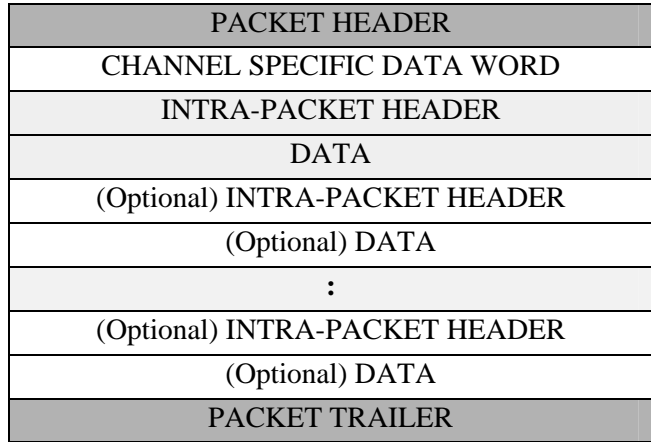 PACKET HEADER
CHANNEL SPECIFIC DATA WORD
INTRA-PACKET HEADER
DATA
(Optional) INTRA-PACKET HEADER
(Optional) DATA
:
(Optional) INTRA-PACKET HEADER
(Optional) DATA
PACKET TRAILER